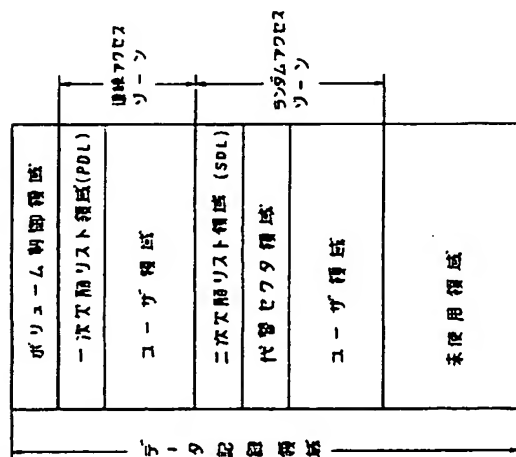 データ記録領域
ボリューム制御領域
一次欠陥リスト領域(PDL)
ユーザ領域
二次欠陥リスト領域 (SDL)
代替セクタ領域
ユーザ領域
未使用領域
連続アクセス
ゾーン
ランダムアクセス
ゾーン